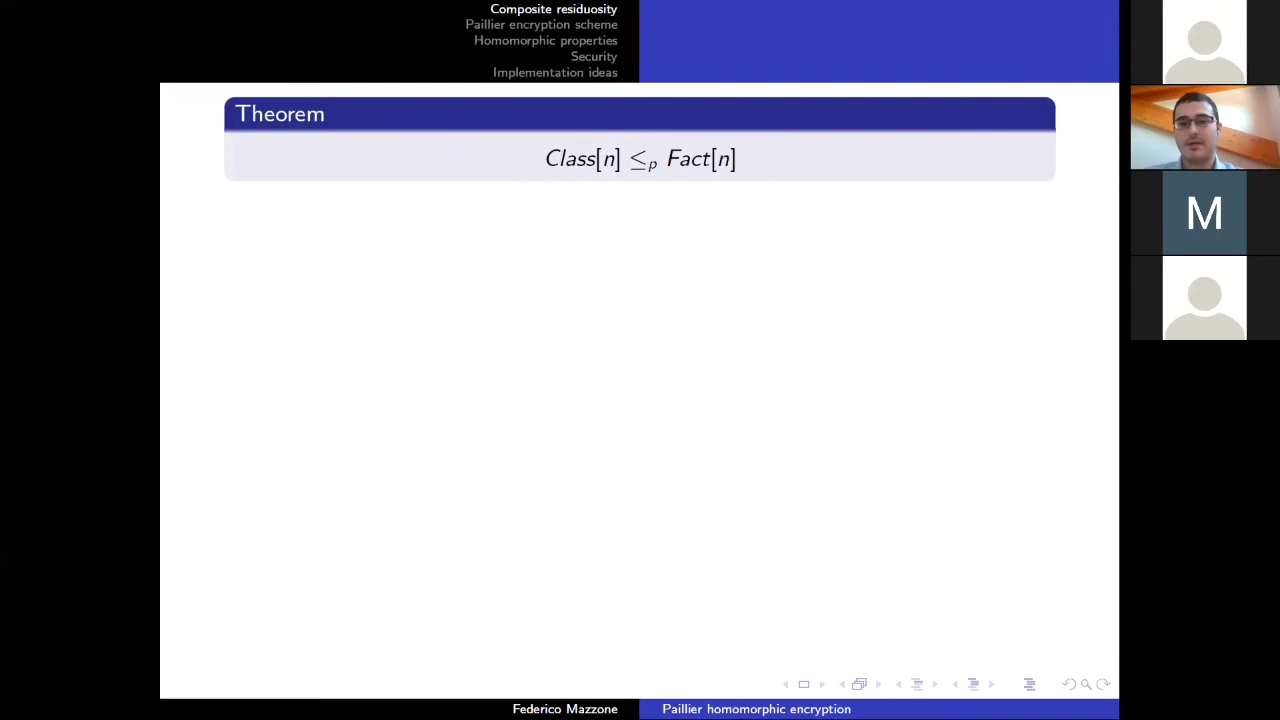 Composite residuosity
Paillier encryption scheme
Homomorphic properties
Security
Implementation ideas
Theorem
Class[n] ≤p Fact[n]
M
Federico Mazzone
Paillier homomorphic encryption